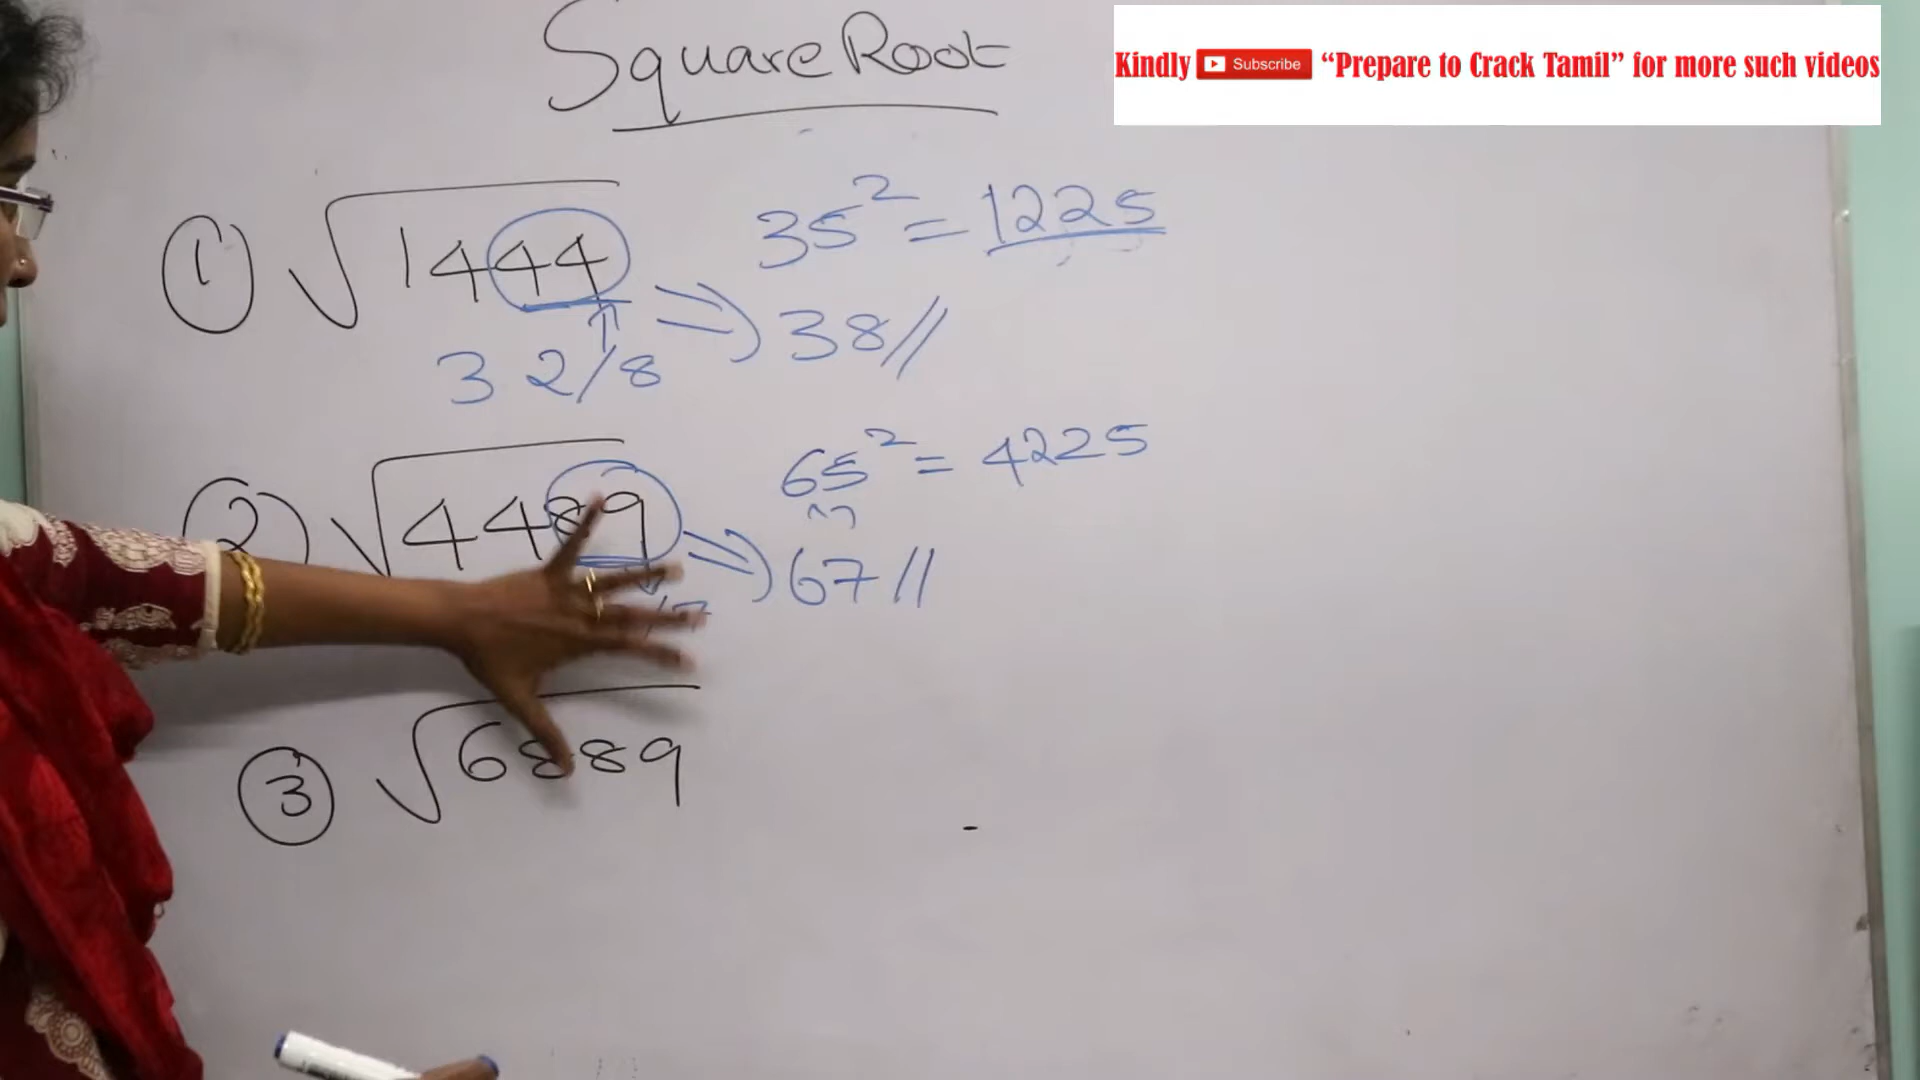 Square Root
Kindly Subscribe “Prepare to Crack Tamil” for more such videos
① √1444
35² = 1225
3 2/8 ⇒ 38//
② √4489
65² = 4225
/7 ⇒ 67//
③ √6889